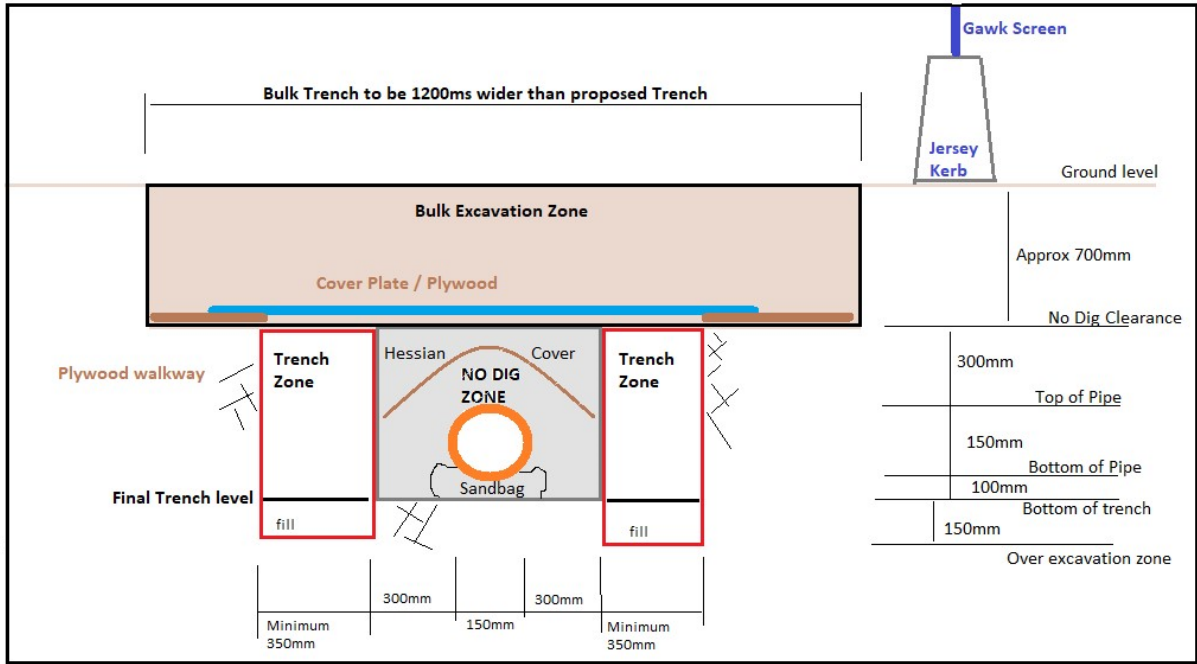 Gawk Screen
Bulk Trench to be 1200ms wider than proposed Trench
Jersey
Kerb
Ground level
Bulk Excavation Zone
Approx 700mm
Cover Plate / Plywood
No Dig Clearance
Trench
Zone
Hessian
Cover
NO DIG
ZONE
Trench
Zone
Plywood walkway
300mm
Top of Pipe
150mm
Bottom of Pipe
Sandbag
100mm
Final Trench level
Bottom of trench
fill
fill
150mm
Over excavation zone
300mm
300mm
Minimum
350mm
150mm
Minimum
350mm